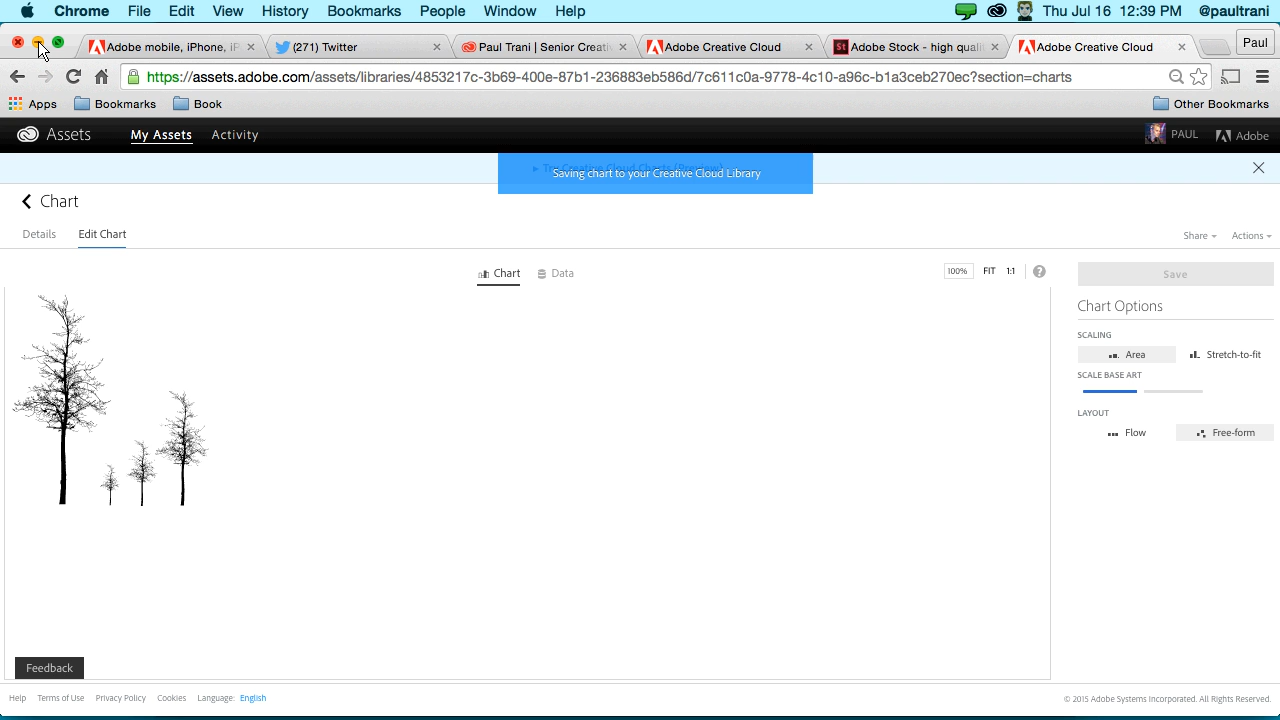 Chrome File Edit View History Bookmarks People Window Help Thu Jul 16 12:39 PM @paultrani
Adobe mobile, iPhone, iP (271) Twitter Paul Trani | Senior Creati Adobe Creative Cloud St Adobe Stock - high quali Adobe Creative Cloud Paul
https://assets.adobe.com/assets/libraries/4853217c-3b69-400e-87b1-236883eb586d/7c611c0a-9778-4c10-a96c-b1a3ceb270ec?section=charts
Apps Bookmarks Book Other Bookmarks
Assets My Assets Activity PAUL Adobe
Try Creative Cloud Charts (Preview)
Saving chart to your Creative Cloud Library
Chart
Details Edit Chart Share Actions
Chart Data 100% FIT 1:1 ? Save
Chart Options
SCALING
Area Stretch-to-fit
SCALE BASE ART
LAYOUT
Flow Free-form
Feedback
Help Terms of Use Privacy Policy Cookies Language: English © 2015 Adobe Systems Incorporated. All Rights Reserved.